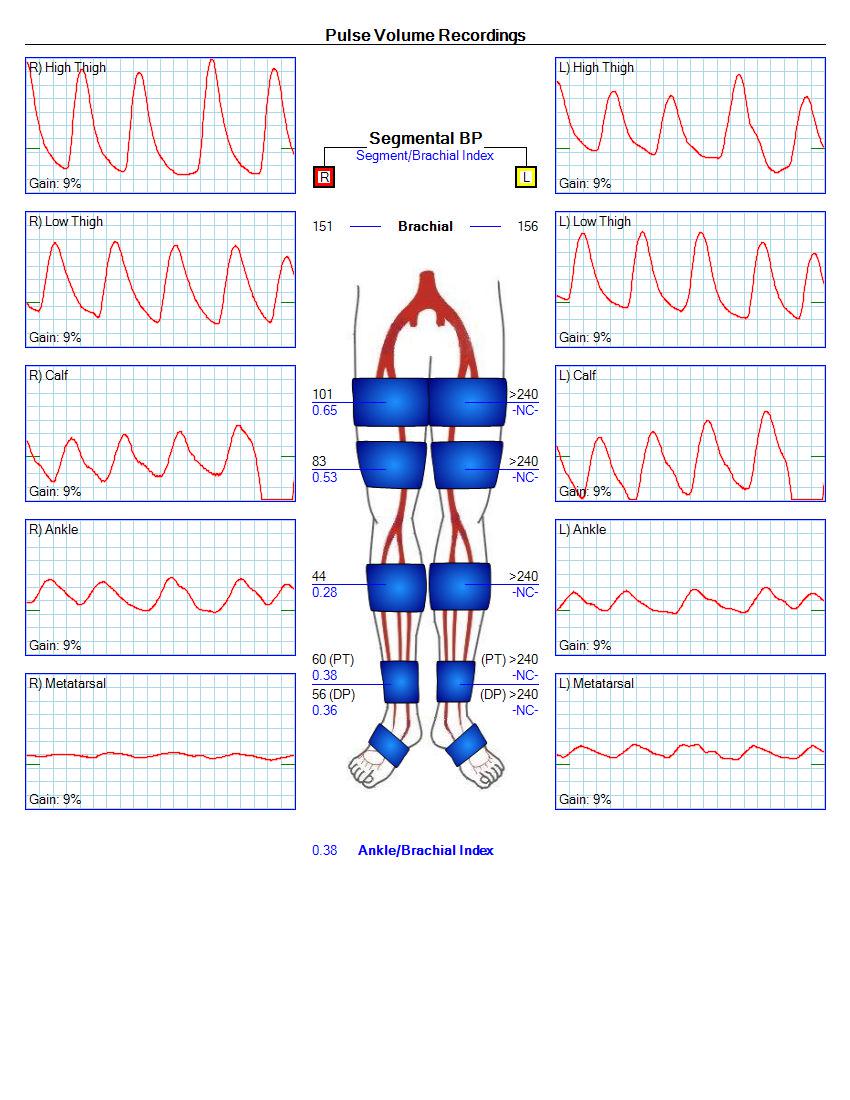 Pulse Volume Recordings
R) High Thigh
Gain: 9%
L) High Thigh
Gain: 9%
Segmental BP
Segment/Brachial Index
R
L
151 Brachial 156
R) Low Thigh
Gain: 9%
L) Low Thigh
Gain: 9%
R) Calf
Gain: 9%
L) Calf
Gain: 9%
101 >240
0.65 -NC-
83 >240
0.53 -NC-
R) Ankle
Gain: 9%
L) Ankle
Gain: 9%
44 >240
0.28 -NC-
60 (PT) (PT) >240
0.38 -NC-
56 (DP) (DP) >240
0.36 -NC-
R) Metatarsal
Gain: 9%
L) Metatarsal
Gain: 9%
0.38 Ankle/Brachial Index